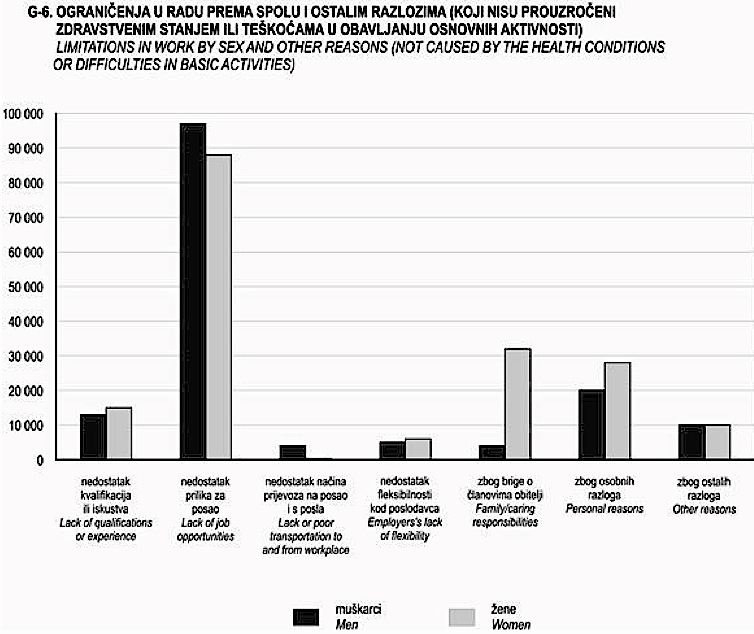 G-6. OGRANIČENJA U RADU PREMA SPOLU I OSTALIM RAZLOZIMA (KOJI NISU PROUZROČENI
ZDRAVSTVENIM STANJEM ILI TEŠKOĆAMA U OBAVLJANJU OSNOVNIH AKTIVNOSTI)
LIMITATIONS IN WORK BY SEX AND OTHER REASONS (NOT CAUSED BY THE HEALTH CONDITIONS
OR DIFFICULTIES IN BASIC ACTIVITIES)
100 000
90 000
80 000
70 000
60 000
50 000
40 000
30 000
20 000
10 000
0
nedostatak
kvalifikacija
ili iskustva
Lack of qualifications
or experience
nedostatak
prilika za
posao
Lack of job
opportunities
nedostatak načina
prijevoza na posao
i s posla
Lack or poor
transportation to
and from workplace
nedostatak
fleksibilnosti
kod poslodavca
Employers's lack
of flexibility
zbog brige o
članovima obitelji
Family/caring
responsibilities
zbog osobnih
razloga
Personal reasons
zbog ostalih
razloga
Other reasons
muškarci
Men
žene
Women